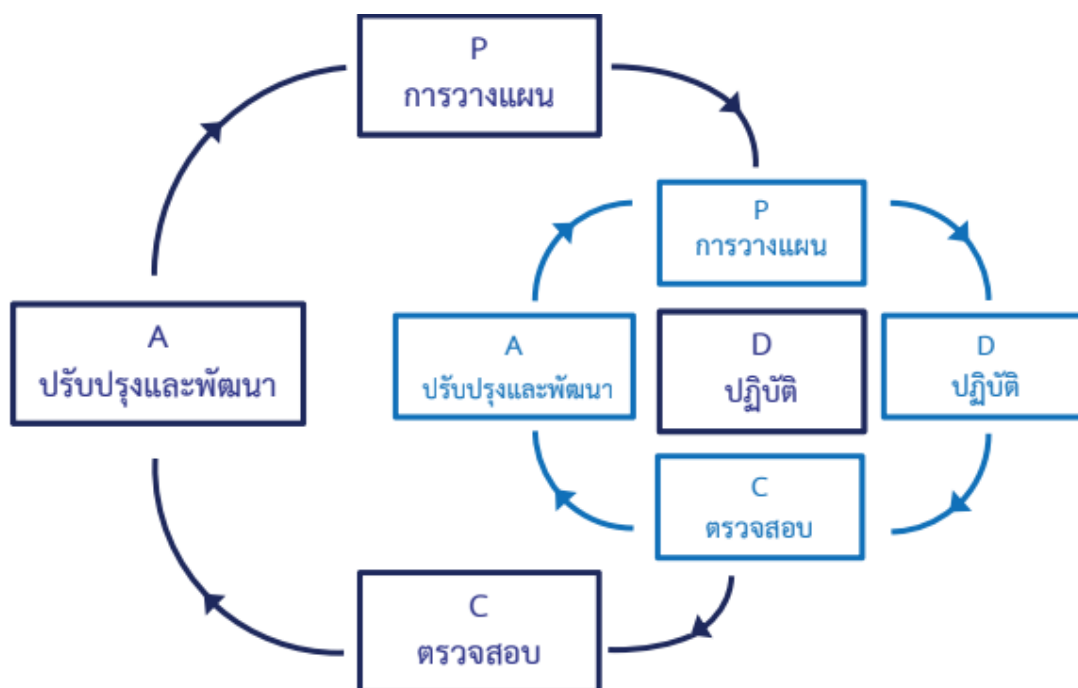 P
การวางแผน
P
การวางแผน
A
ปรับปรุงและพัฒนา
A
ปรับปรุงและพัฒนา
D
ปฏิบัติ
D
ปฏิบัติ
C
ตรวจสอบ
C
ตรวจสอบ